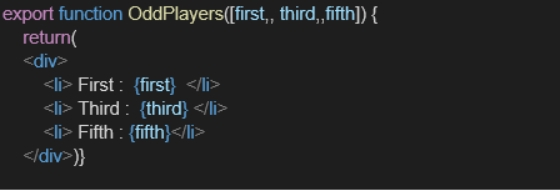 export function OddPlayers([first,, third,,fifth]) {
return(
<div>
<li> First : {first} </li>
<li> Third : {third} </li>
<li> Fifth : {fifth}</li>
</div>)}